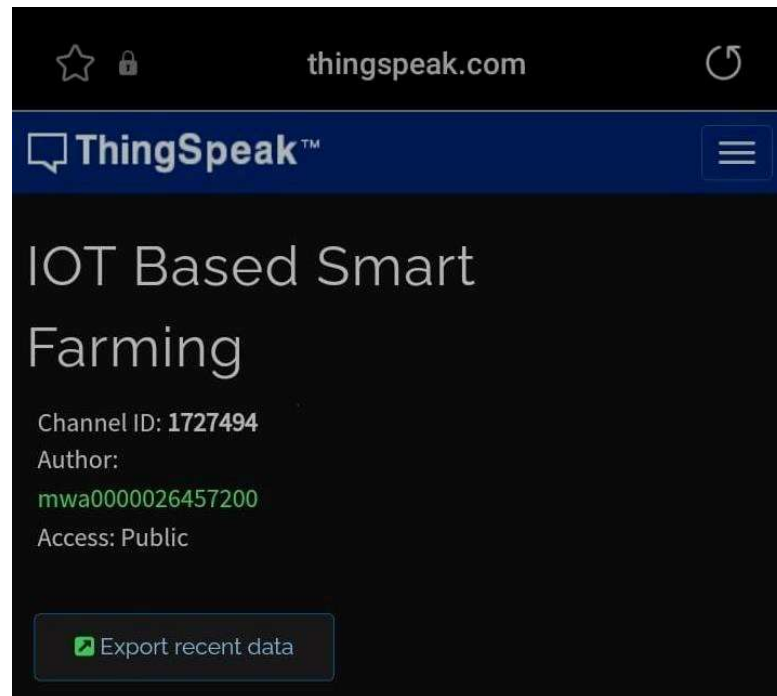 thingspeak.com
ThingSpeak™
IOT Based Smart
Farming
Channel ID: 1727494
Author:
mwa0000026457200
Access: Public
Export recent data